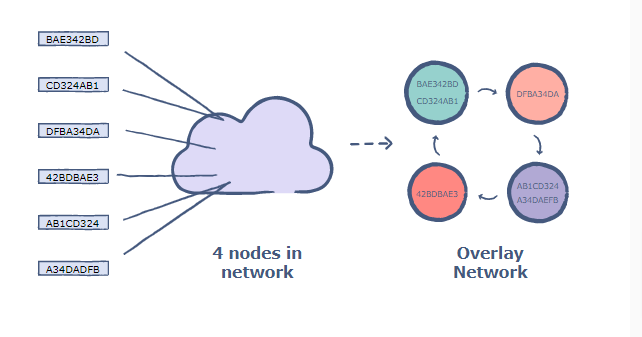 BAE342BD
CD324AB1
DFBA34DA
42BDBAE3
AB1CD324
A34DADFB
4 nodes in
network
BAE342BD
CD324AB1
DFBA34DA
42BDBAE3
AB1CD324
A34DAEFB
Overlay
Network